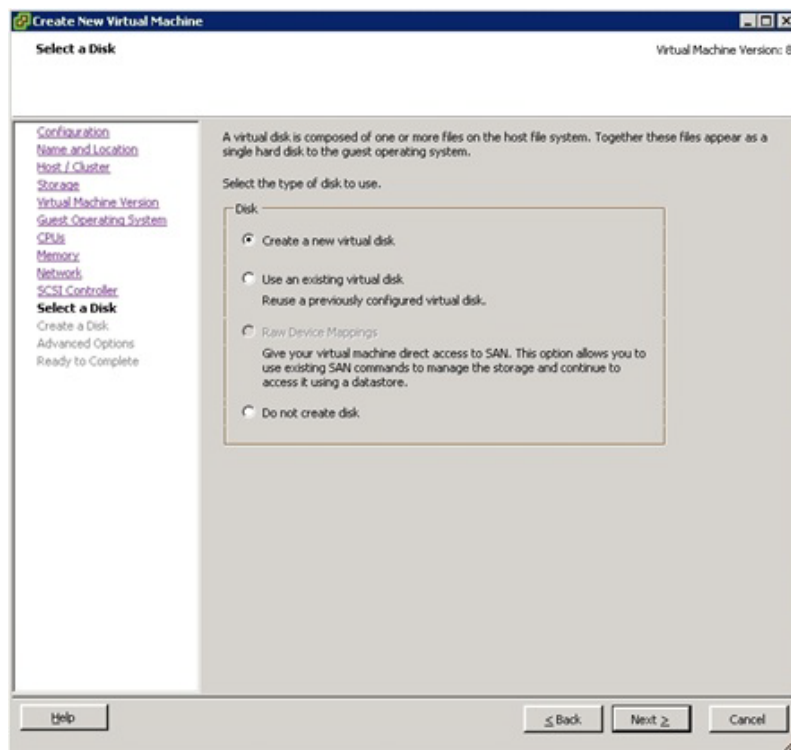 Create New Virtual Machine
Select a Disk
Virtual Machine Version: 8
Configuration
Name and Location
Host / Cluster
Storage
Virtual Machine Version
Guest Operating System
CPUs
Memory
Network
SCSI Controller
Select a Disk
Create a Disk
Advanced Options
Ready to Complete
A virtual disk is composed of one or more files on the host file system. Together these files appear as a
single hard disk to the guest operating system.
Select the type of disk to use.
Disk
Create a new virtual disk
Use an existing virtual disk
Reuse a previously configured virtual disk.
Raw Device Mappings
Give your virtual machine direct access to SAN. This option allows you to
use existing SAN commands to manage the storage and continue to
access it using a datastore.
Do not create disk
Help
< Back
Next >
Cancel